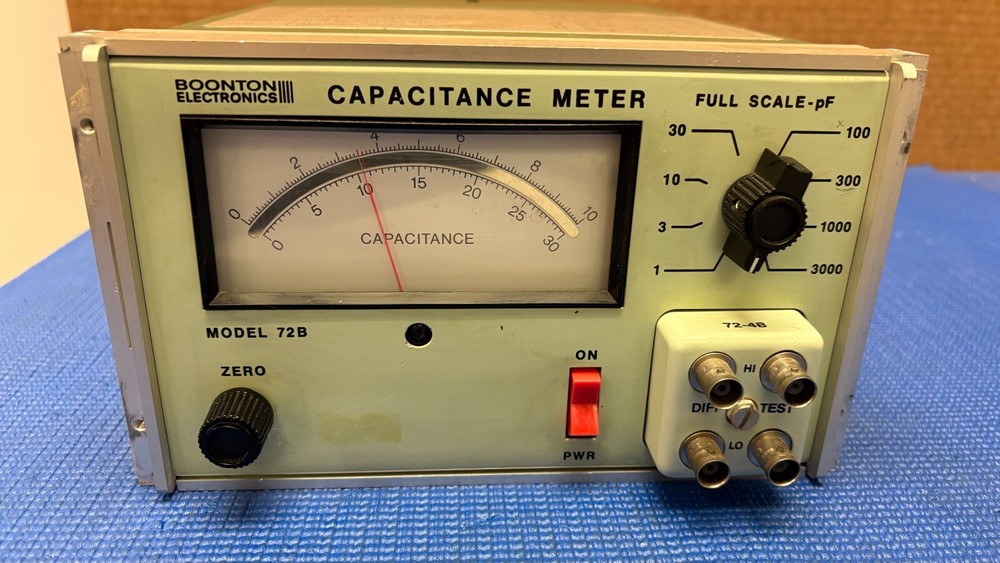 BOONTON
ELECTRONICS
CAPACITANCE METER
FULL SCALE-pF
30
100
10
300
3
1000
1
3000
0 2 4 6 8 10
0 5 10 15 20 25 30
CAPACITANCE
MODEL 72B
ZERO
ON
PWR
72-4B
HI
DIFF TEST
LO